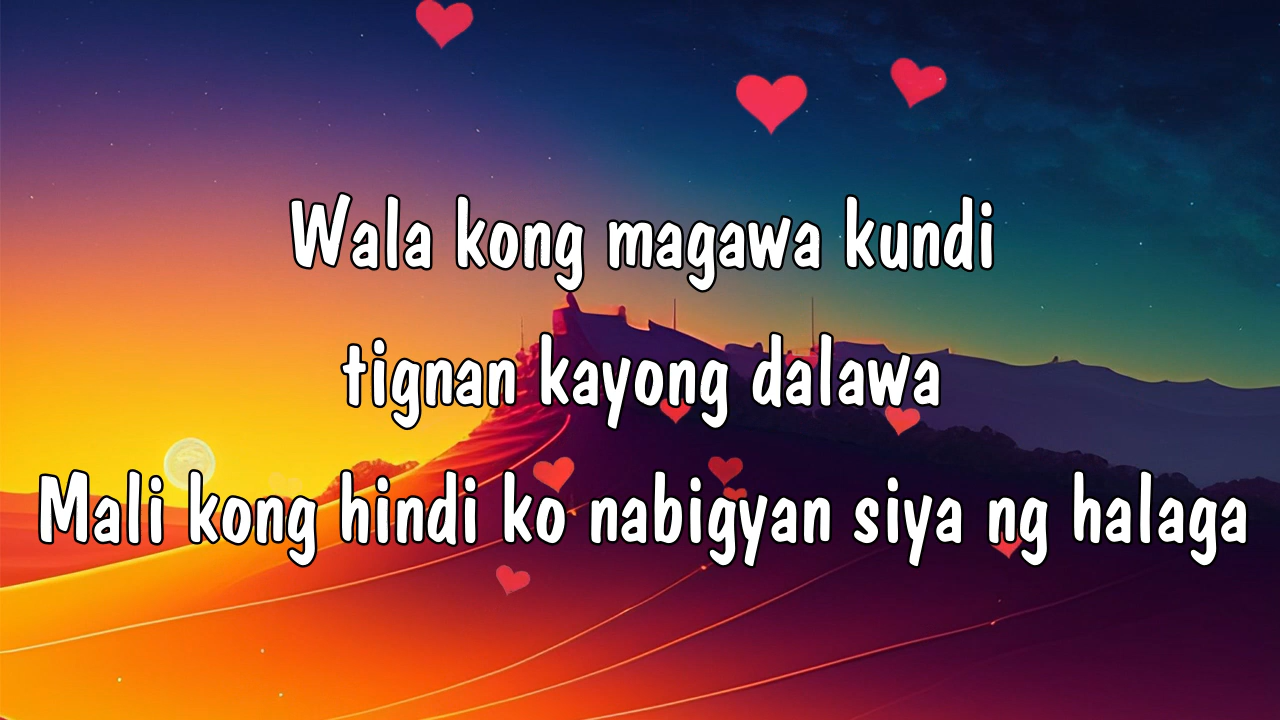 Wala kong magawa kundi
tignan kayong dalawa
Mali kong hindi ko nabigyan siya ng halaga